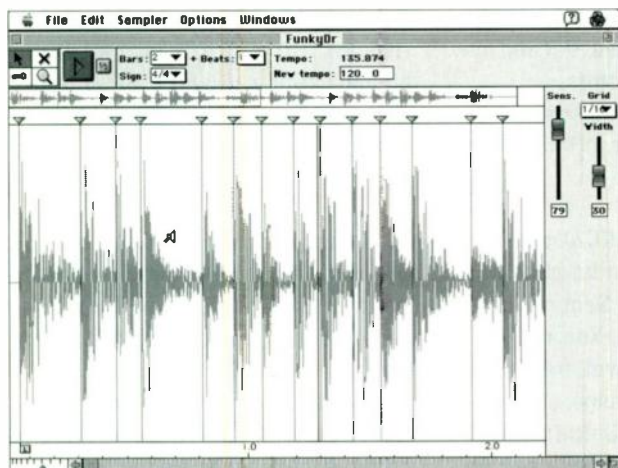 File Edit Sampler Options Windows
FunkyDr
Bars: 2 + Beats: 1 Tempo: 135.874
Sign: 4/4 New tempo: 120. 0
Sens. Grid
1/16
Width
79 30
1.0 2.0